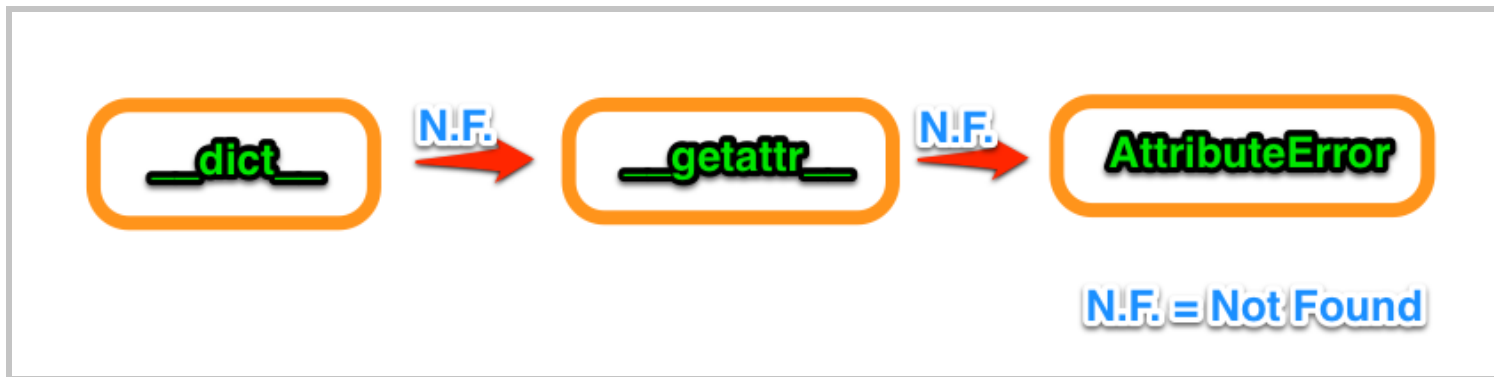 __dict__
N.F.
__getattr__
N.F.
AttributeError
N.F. = Not Found